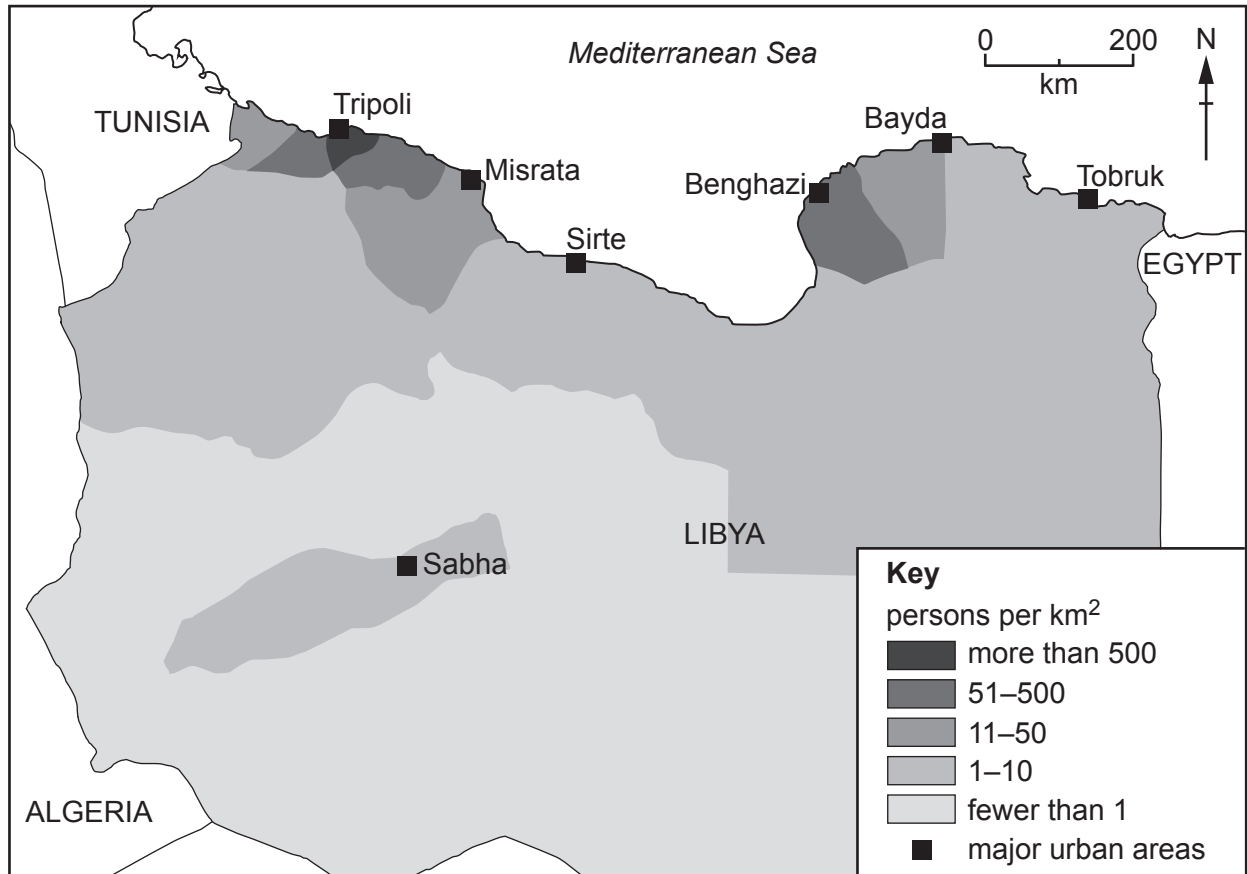 Mediterranean Sea
0 200
km
N
TUNISIA
Tripoli
Misrata
Sirte
Benghazi
Bayda
Tobruk
EGYPT
LIBYA
Sabha
ALGERIA
Key
persons per km²
more than 500
51–500
11–50
1–10
fewer than 1
major urban areas